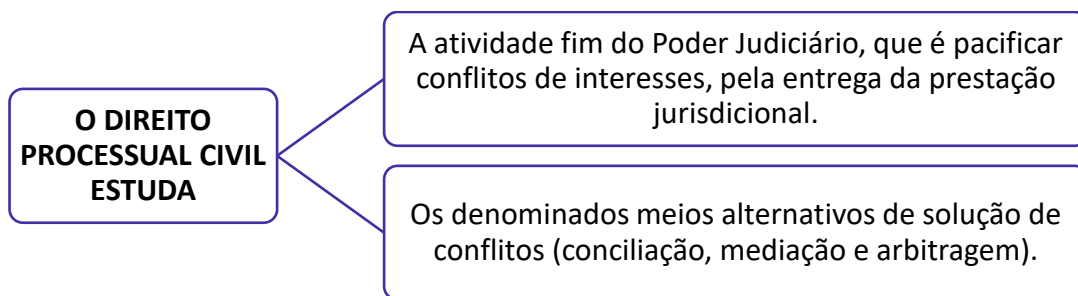 O DIREITO
PROCESSUAL CIVIL
ESTUDA
A atividade fim do Poder Judiciário, que é pacificar
conflitos de interesses, pela entrega da prestação
jurisdicional.
Os denominados meios alternativos de solução de
conflitos (conciliação, mediação e arbitragem).